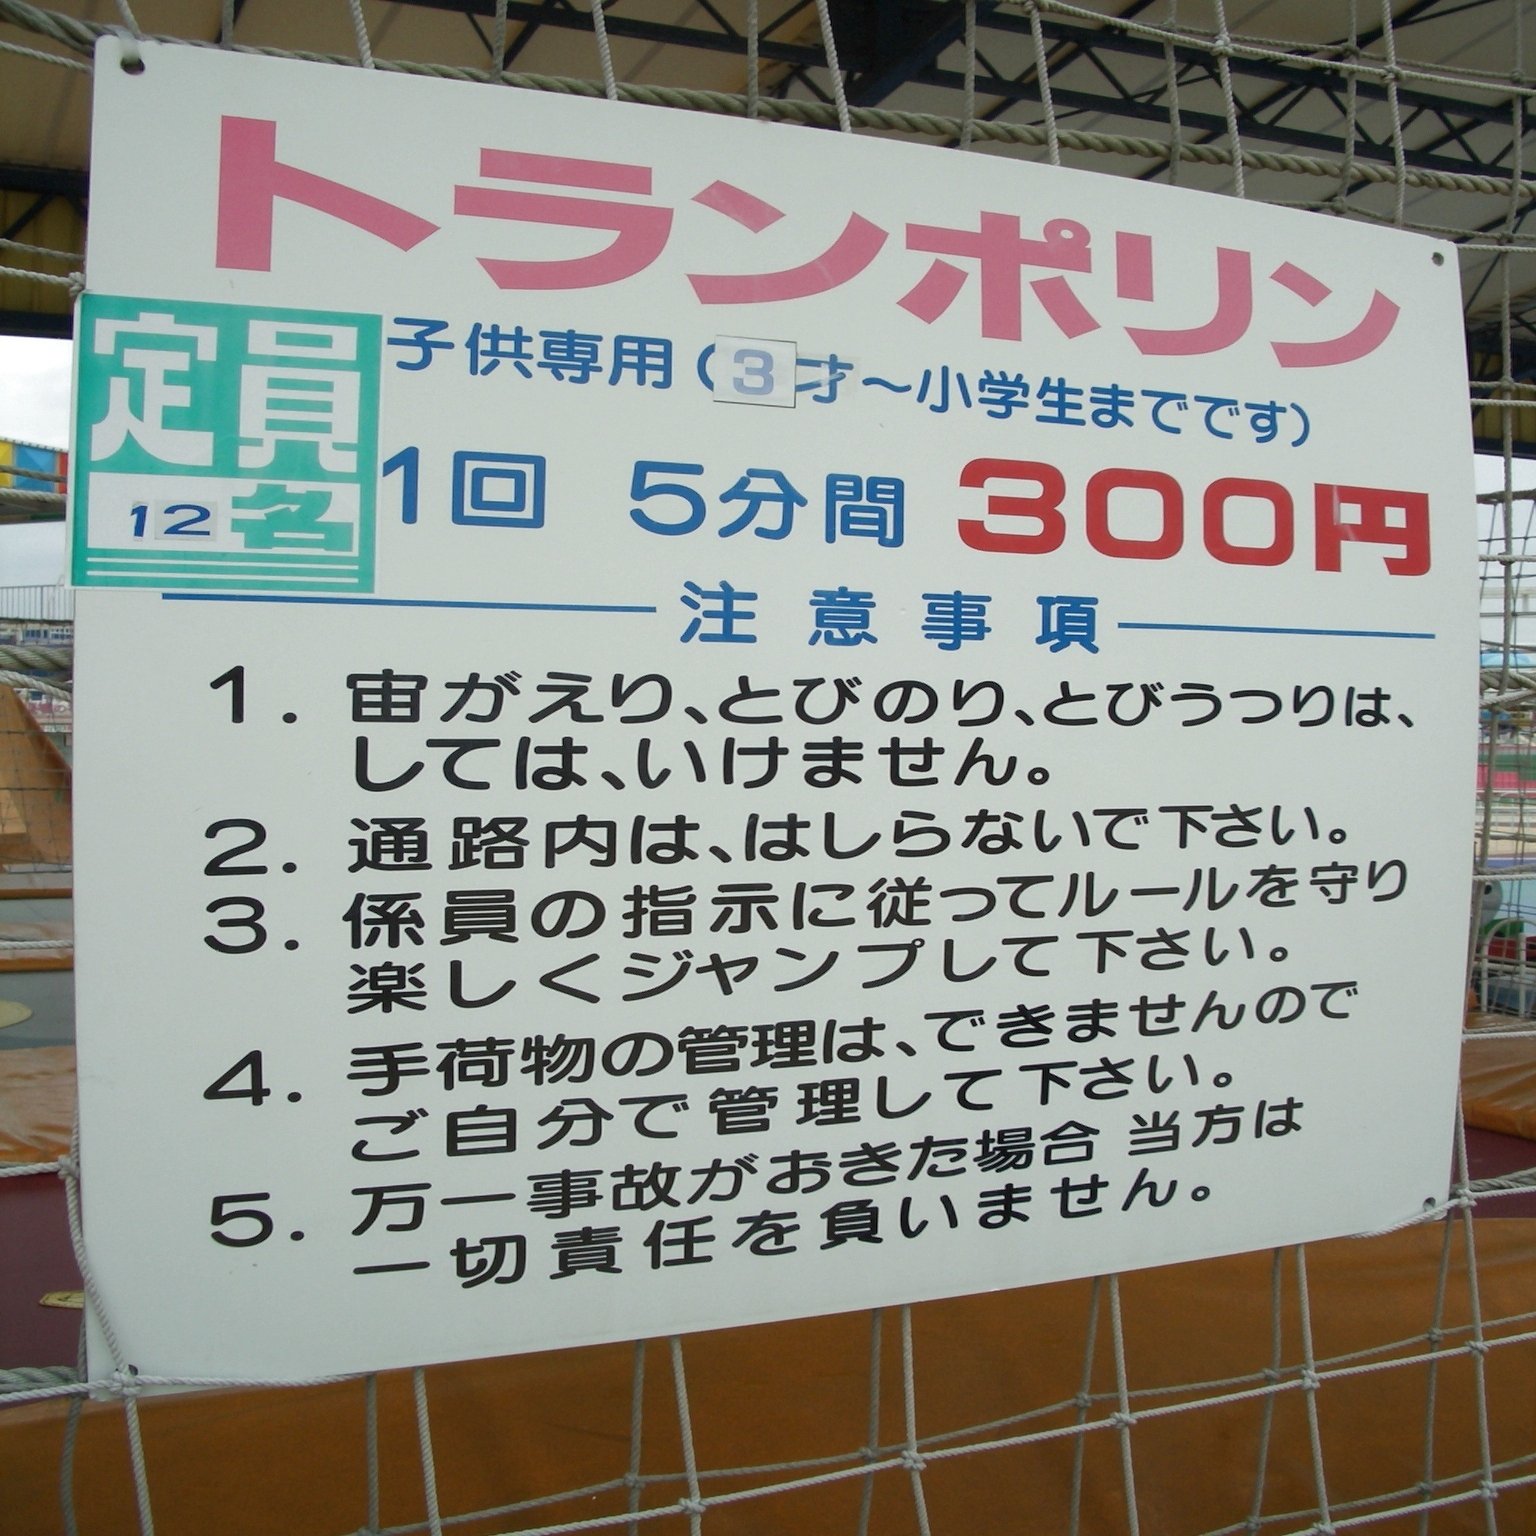 トランポリン
定員
12名
子供専用(3才～小学生までです)
1回 5分間 300円
注意事項
1. 宙がえり、とびのり、とびうつりは、
しては、いけません。
2. 通路内は、はしらないで下さい。
3. 係員の指示に従ってルールを守り
楽しくジャンプして下さい。
4. 手荷物の管理は、できませんので
ご自分で管理して下さい。
5. 万一事故がおきた場合 当方は
一切責任を負いません。